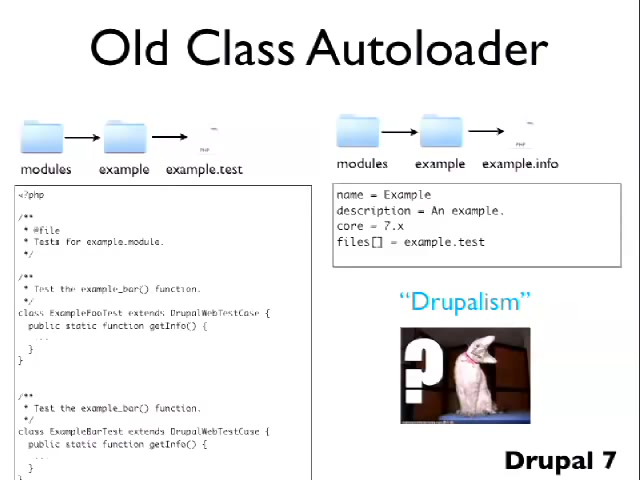 Old Class Autoloader
modules
example
example.test
<?php
/**
 * @file
 * Tests for example.module.
 */
/**
 * Test the example_bar() function.
 */
class ExampleFooTest extends DrupalWebTestCase {
public static function getInfo() {
...
}
}
/**
 * Test the example_bar() function.
 */
class ExampleBarTest extends DrupalWebTestCase {
public static function getInfo() {
...
}
}
modules
example
example.info
PHP
PHP
name = Example
description = An example.
core = 7.x
files[] = example.test
“Drupalism”
?
Drupal 7